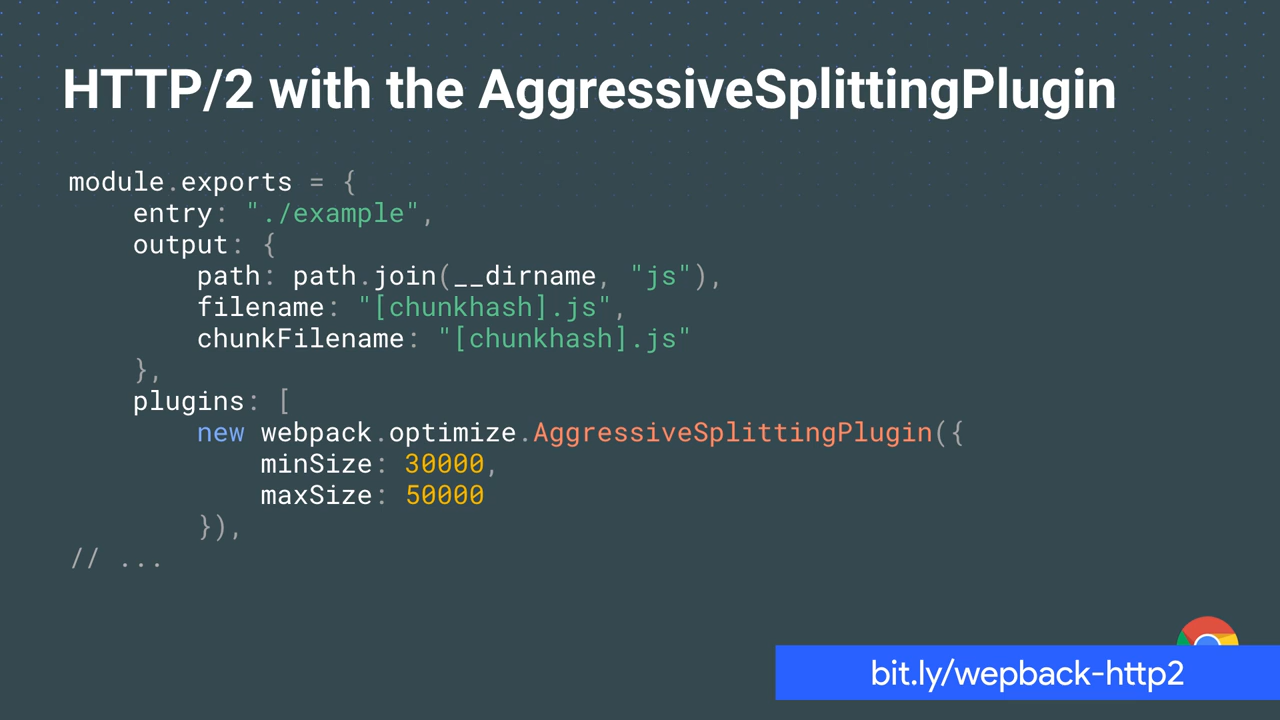 HTTP/2 with the AggressiveSplittingPlugin
module.exports = {
    entry: "./example",
    output: {
        path: path.join(__dirname, "js"),
        filename: "[chunkhash].js",
        chunkFilename: "[chunkhash].js"
    },
    plugins: [
        new webpack.optimize.AggressiveSplittingPlugin({
            minSize: 30000,
            maxSize: 50000
        }),
// ...
bit.ly/wepback-http2